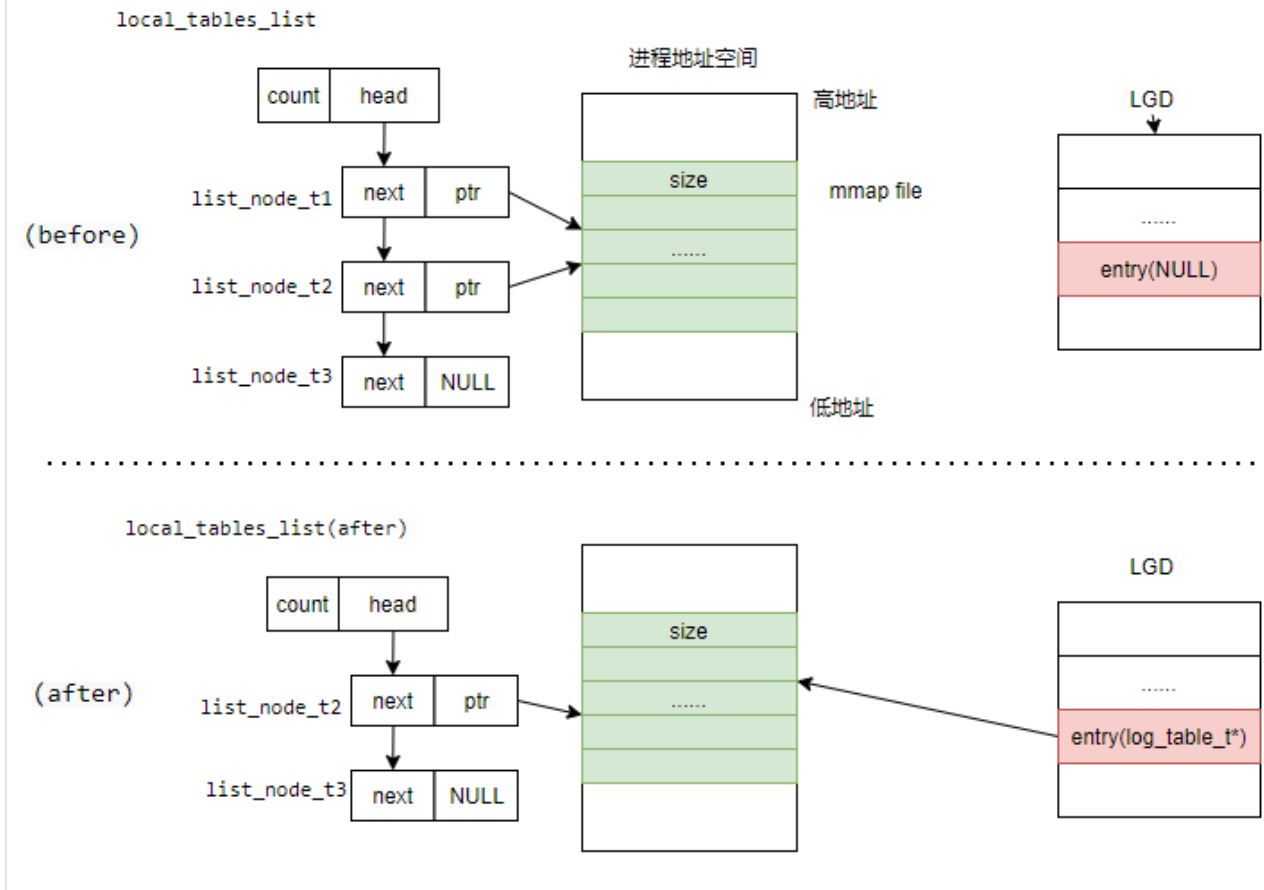 local_tables_list
进程地址空间
count head
高地址
LGD
size
list_node_t1 next ptr
mmap file
(before)
......
......
list_node_t2 next ptr
entry(NULL)
list_node_t3 next NULL
低地址
local_tables_list(after)
LGD
count head
size
(after)
list_node_t2 next ptr
......
......
entry(log_table_t*)
list_node_t3 next NULL